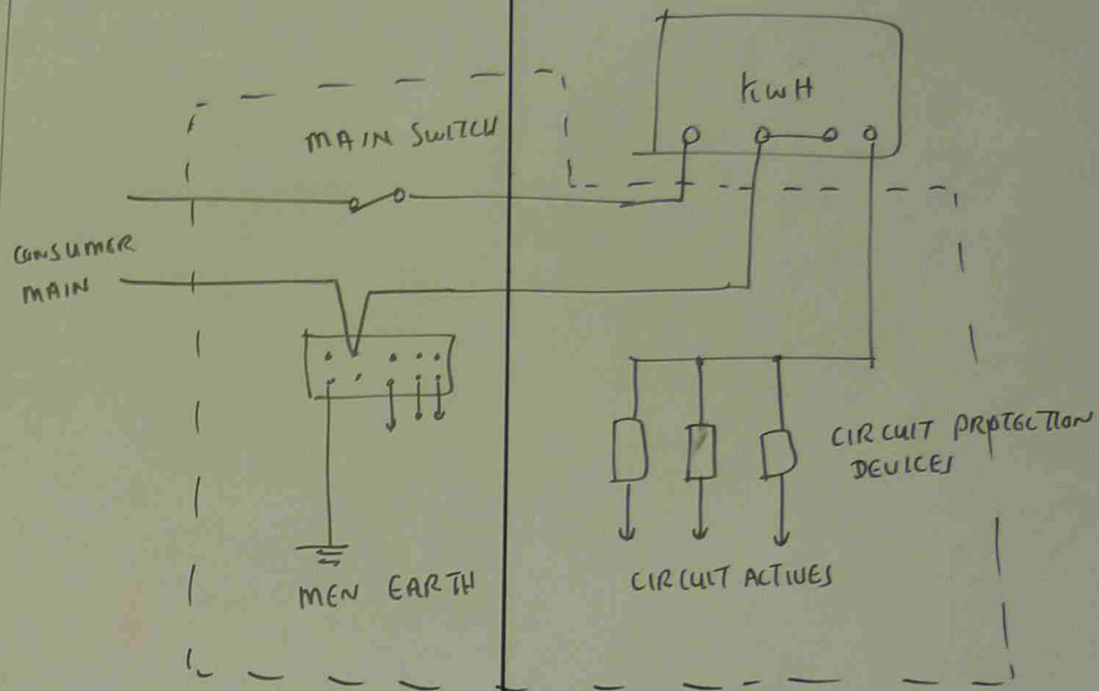 KWH
MAIN SWITCH
CONSUMER
MAIN
CIRCUIT PROTECTION
DEVICES
MEN EARTH
CIRCUIT ACTIVES